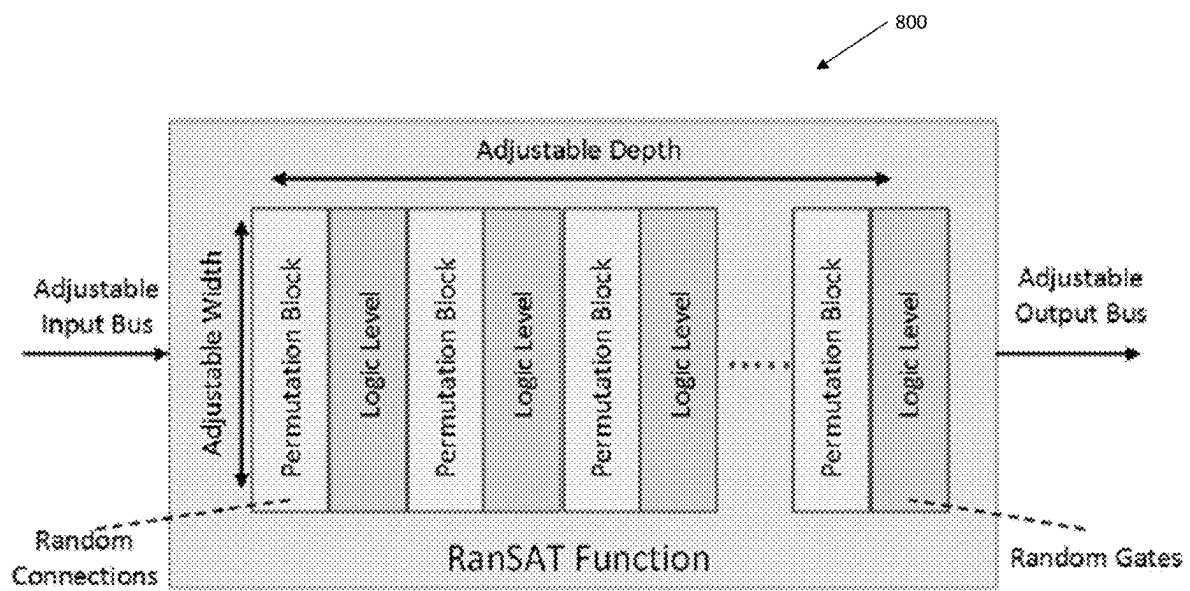 800
Adjustable Depth
Adjustable
Input Bus
Adjustable Width
Permutation Block
Logic Level
Permutation Block
Logic Level
Permutation Block
Logic Level
Permutation Block
Logic Level
Adjustable
Output Bus
Random
Connections
RanSAT Function
Random Gates